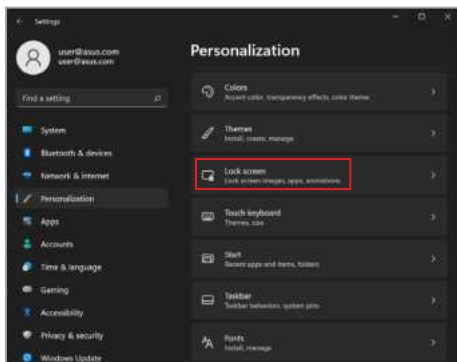 Settings
user@asus.com
user@asus.com
Find a setting
System
Bluetooth & devices
Network & internet
Personalization
Apps
Accounts
Time & language
Gaming
Accessibility
Privacy & security
Windows Update
Personalization
Colors
Accent color, transparency effects, color theme
Themes
Install, create, manage
Lock screen
Lock screen images, apps, animations
Touch keyboard
Themes, size
Start
Recent apps and items, folders
Taskbar
Taskbar behaviors, system pins
Fonts
Install, manage